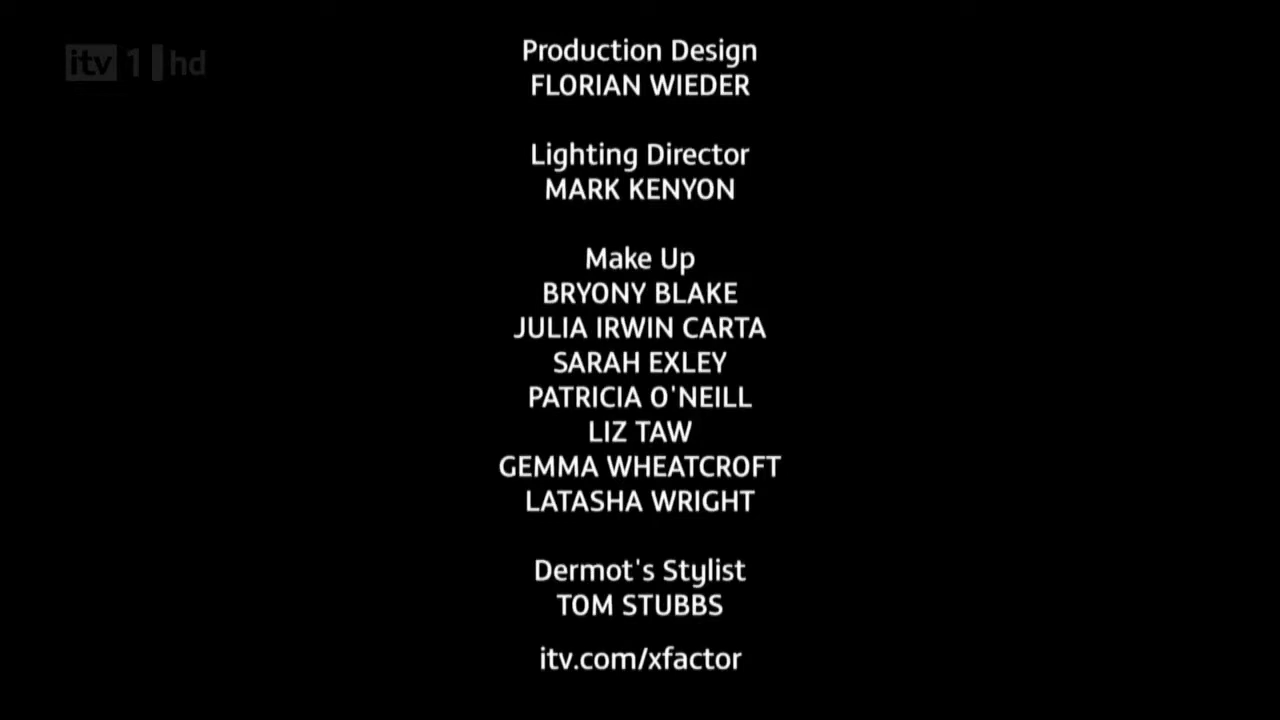 itv 1 hd
Production Design
FLORIAN WIEDER
Lighting Director
MARK KENYON
Make Up
BRYONY BLAKE
JULIA IRWIN CARTA
SARAH EXLEY
PATRICIA O'NEILL
LIZ TAW
GEMMA WHEATCROFT
LATASHA WRIGHT
Dermot's Stylist
TOM STUBBS
itv.com/xfactor